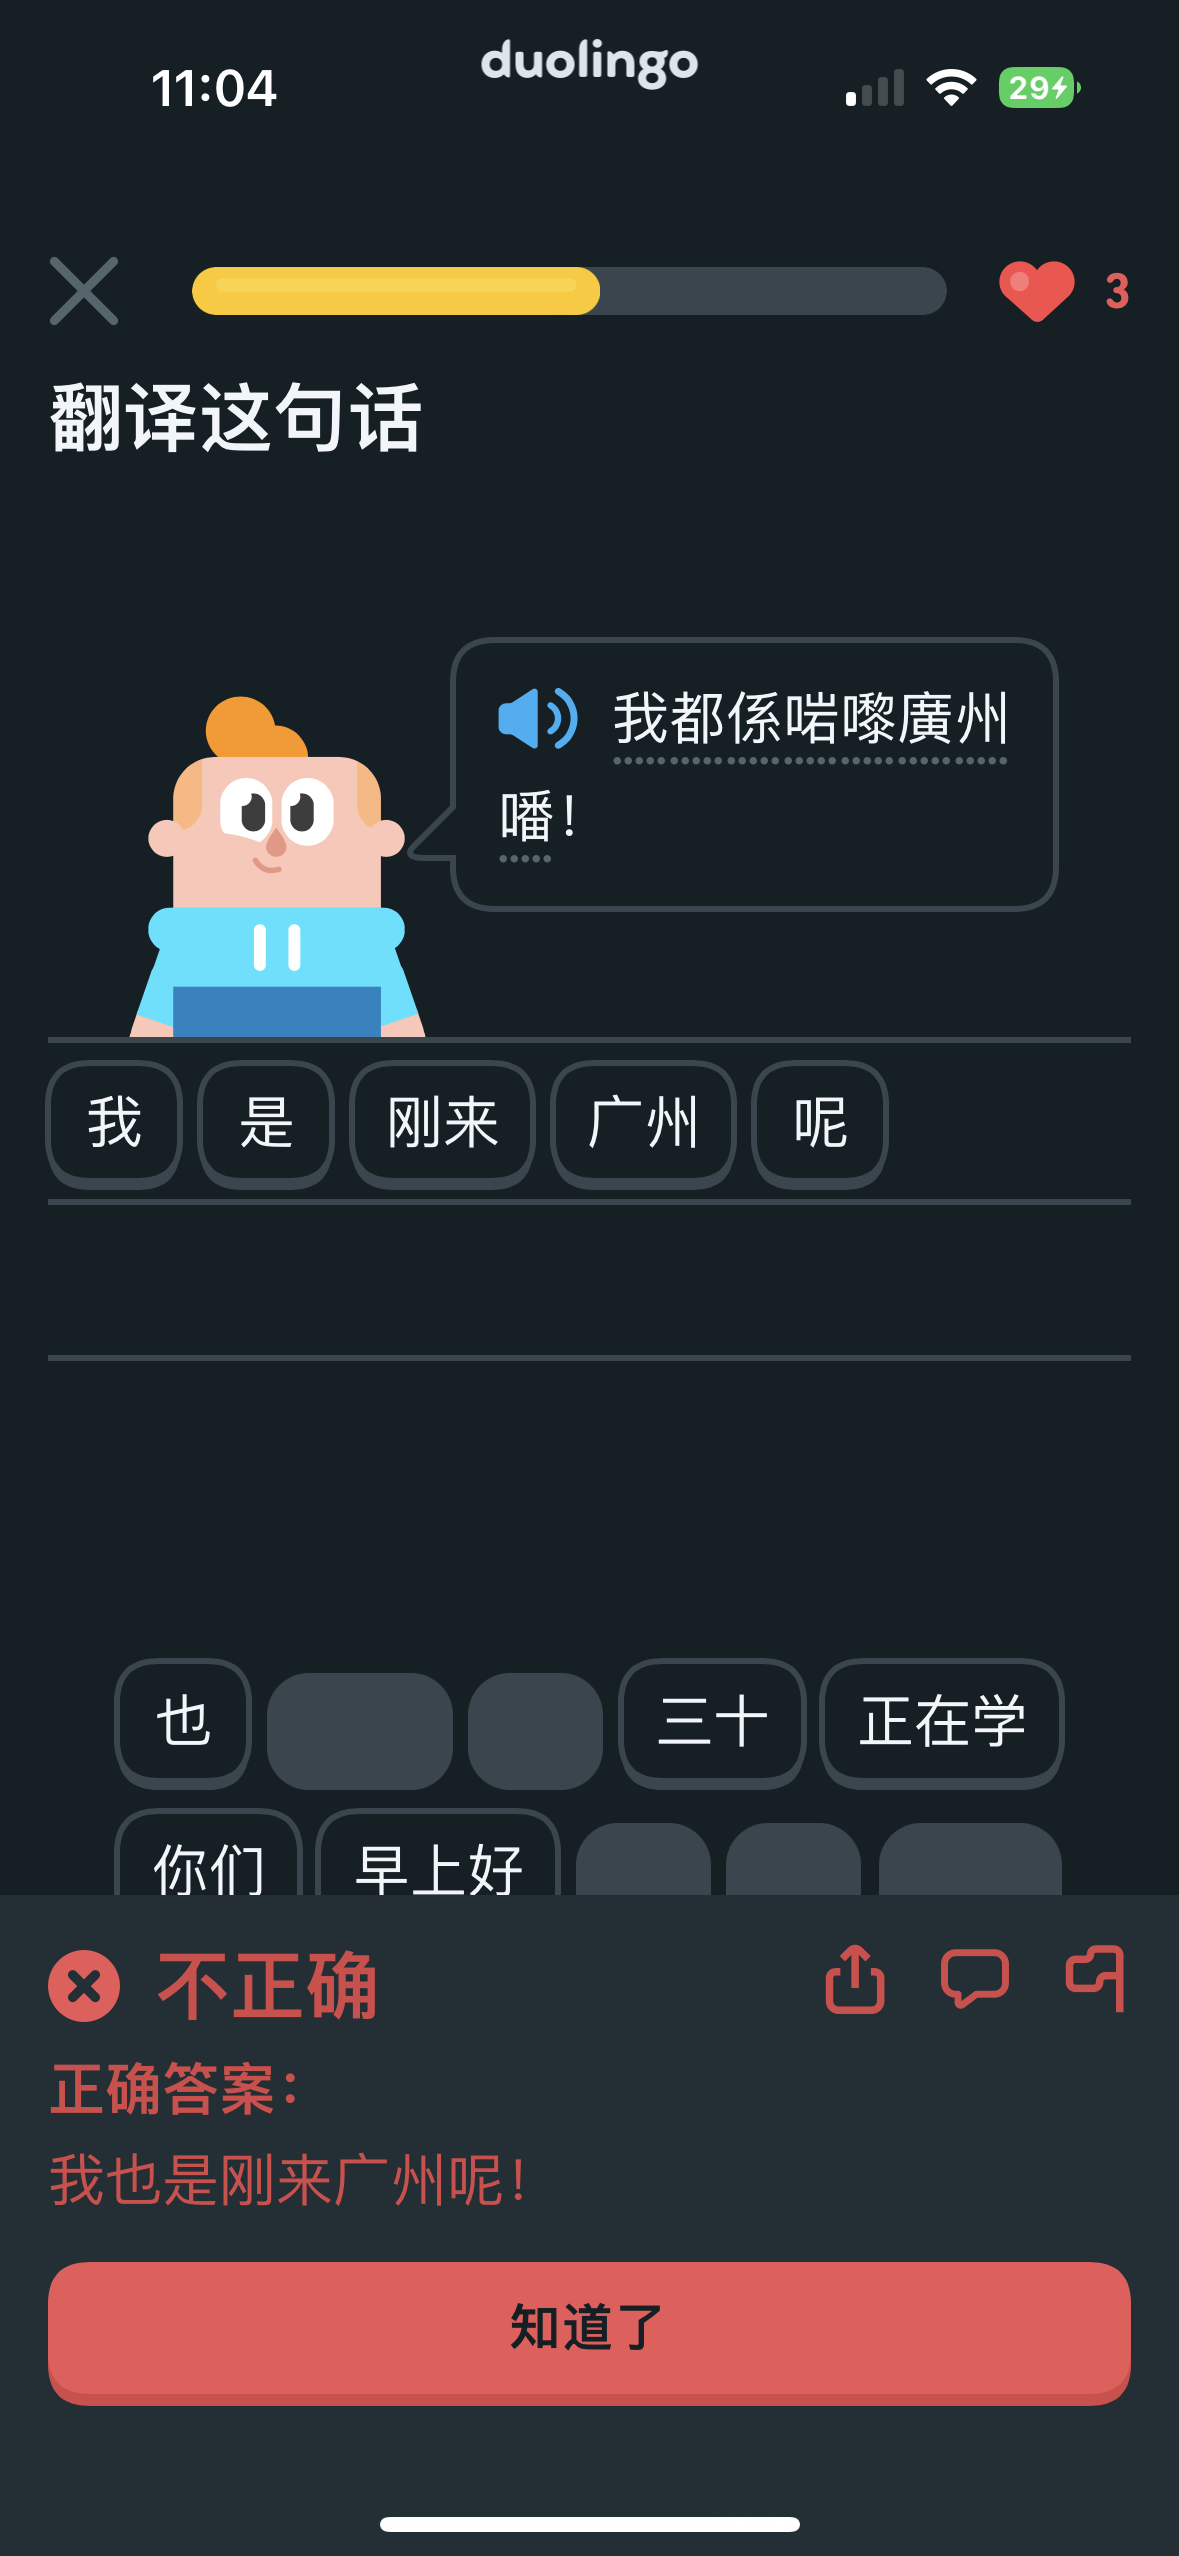 duolingo
11:04
29
3
翻译这句话
我都係啱嚟廣州
噃！
我 是 刚来 广州 呢
也 三十 正在学
你们 早上好
不正确
正确答案：
我也是刚来广州呢！
知道了